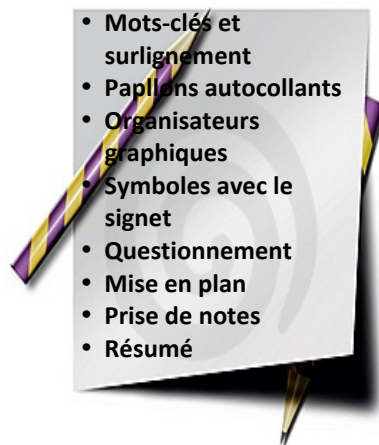 • Mots-clés et
surlignement
• Papllons autocollants
• Organisateurs
graphiques
• Symboles avec le
signet
• Questionnement
• Mise en plan
• Prise de notes
• Résumé